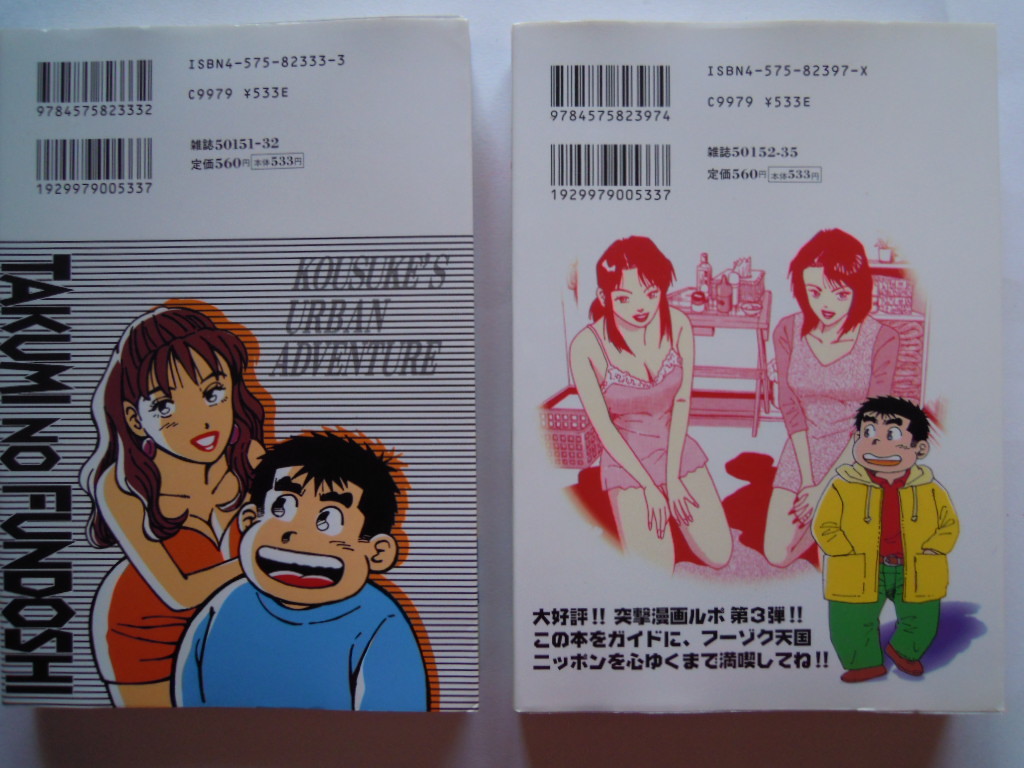 ISBN4-575-82333-3
9784575823332
C9979 ¥533E
雑誌50151-32
定価560円 本体533円
1929979005337
KOUSUKE'S
URBAN
ADVENTURE
TAKUMI NO FUNDOSHI
ISBN4-575-82397-X
9784575823974
C9979 ¥533E
雑誌50152-35
定価560円 本体533円
1929979005337
大好評!! 突撃漫画ルポ 第3弾!!
この本をガイドに、フーゾク天国
ニッポンを心ゆくまで満喫してね!!